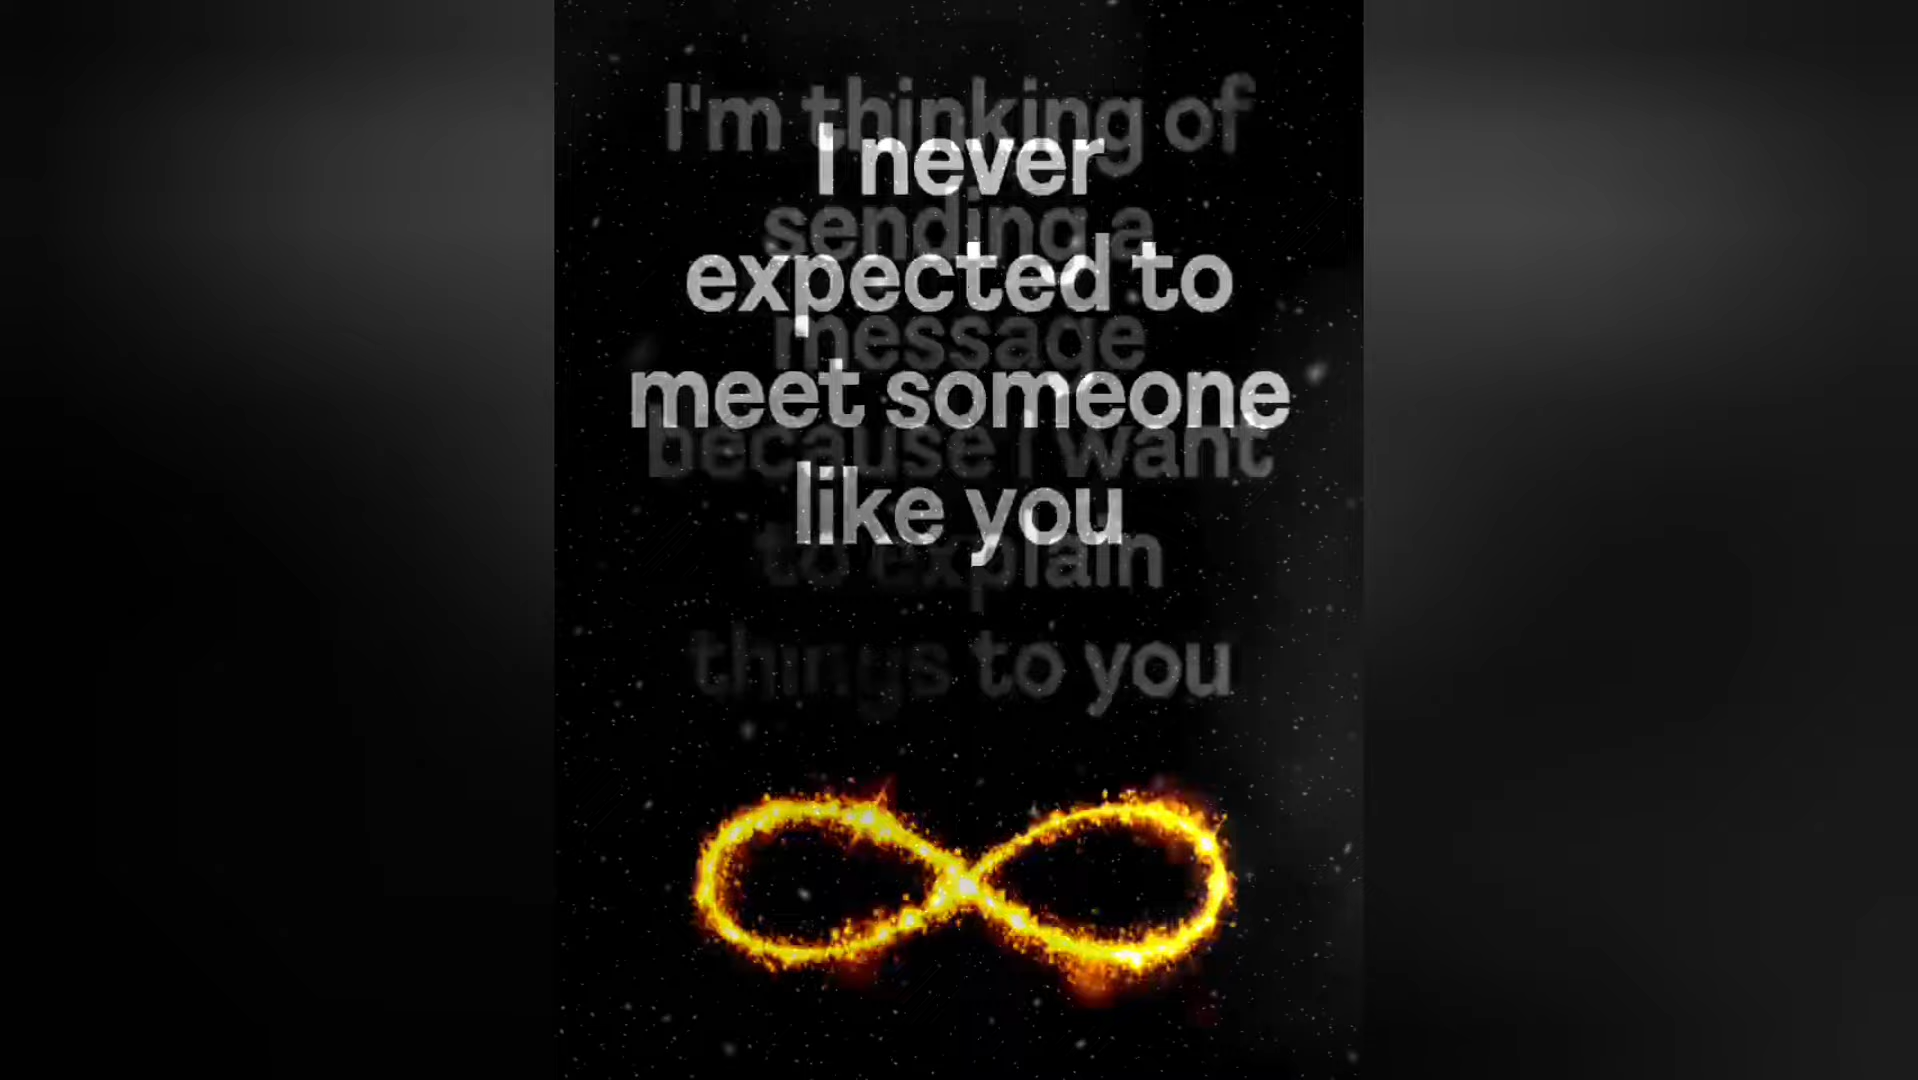 I'm thinking of
sending a
message
because I want
to explain
things to you
I never
expected to
meet someone
like you